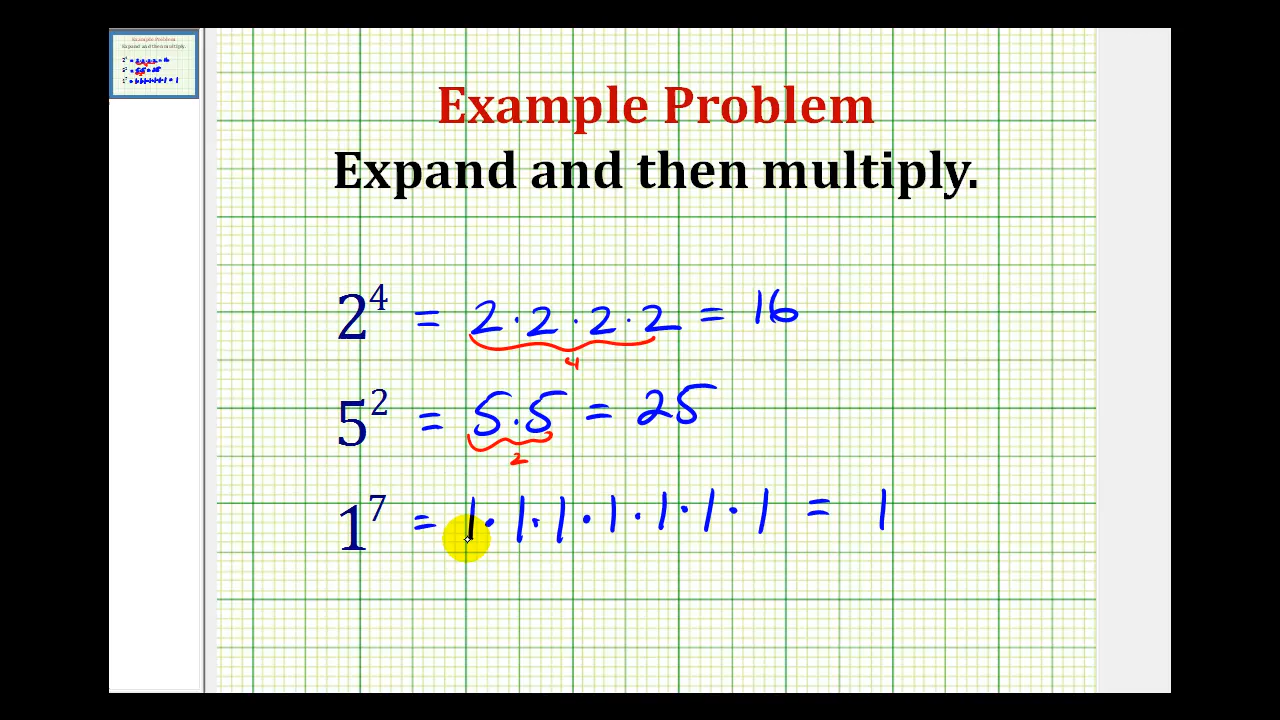 Example Problem
Expand and then multiply.
2⁴ = 2 · 2 · 2 · 2 = 16
4
5² = 5 · 5 = 25
2
1⁷ = 1 · 1 · 1 · 1 · 1 · 1 · 1 = 1